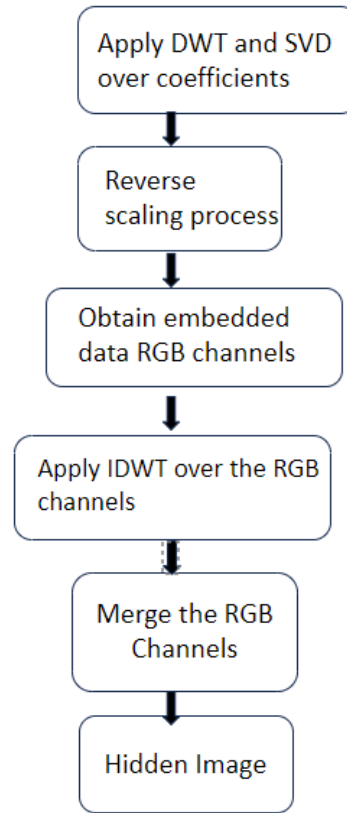 Apply DWT and SVD
over coefficients
Reverse
scaling process
Obtain embedded
data RGB channels
Apply IDWT over the RGB
channels
Merge the RGB
Channels
Hidden Image